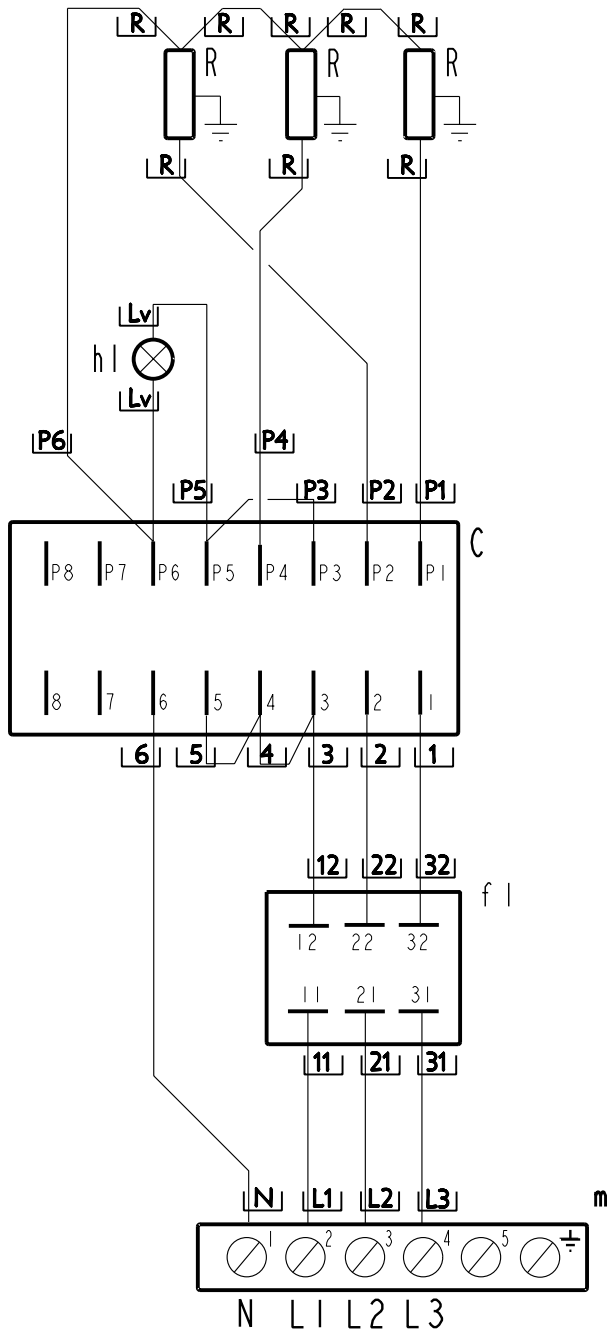 R R R R
R R R
R R R
Lv
h1
Lv
P6 P4
P5 P3 P2 P1
C
P8 P7 P6 P5 P4 P3 P2 P1
8 7 6 5 4 3 2 1
6 5 4 3 2 1
12 22 32
f1
12 22 32
11 21 31
11 21 31
N L1 L2 L3 m
1 2 3 4 5
N L1 L2 L3